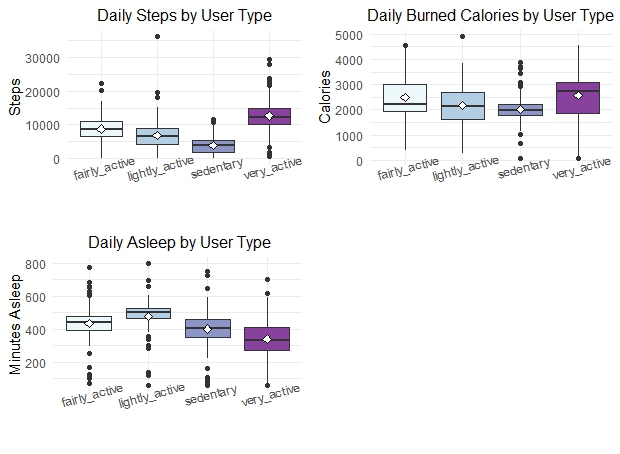 Daily Steps by User Type
Steps
30000
20000
10000
0
fairly_active
lightly_active
sedentary
very_active
Daily Burned Calories by User Type
Calories
5000
4000
3000
2000
1000
0
fairly_active
lightly_active
sedentary
very_active
Daily Asleep by User Type
Minutes Asleep
800
600
400
200
fairly_active
lightly_active
sedentary
very_active